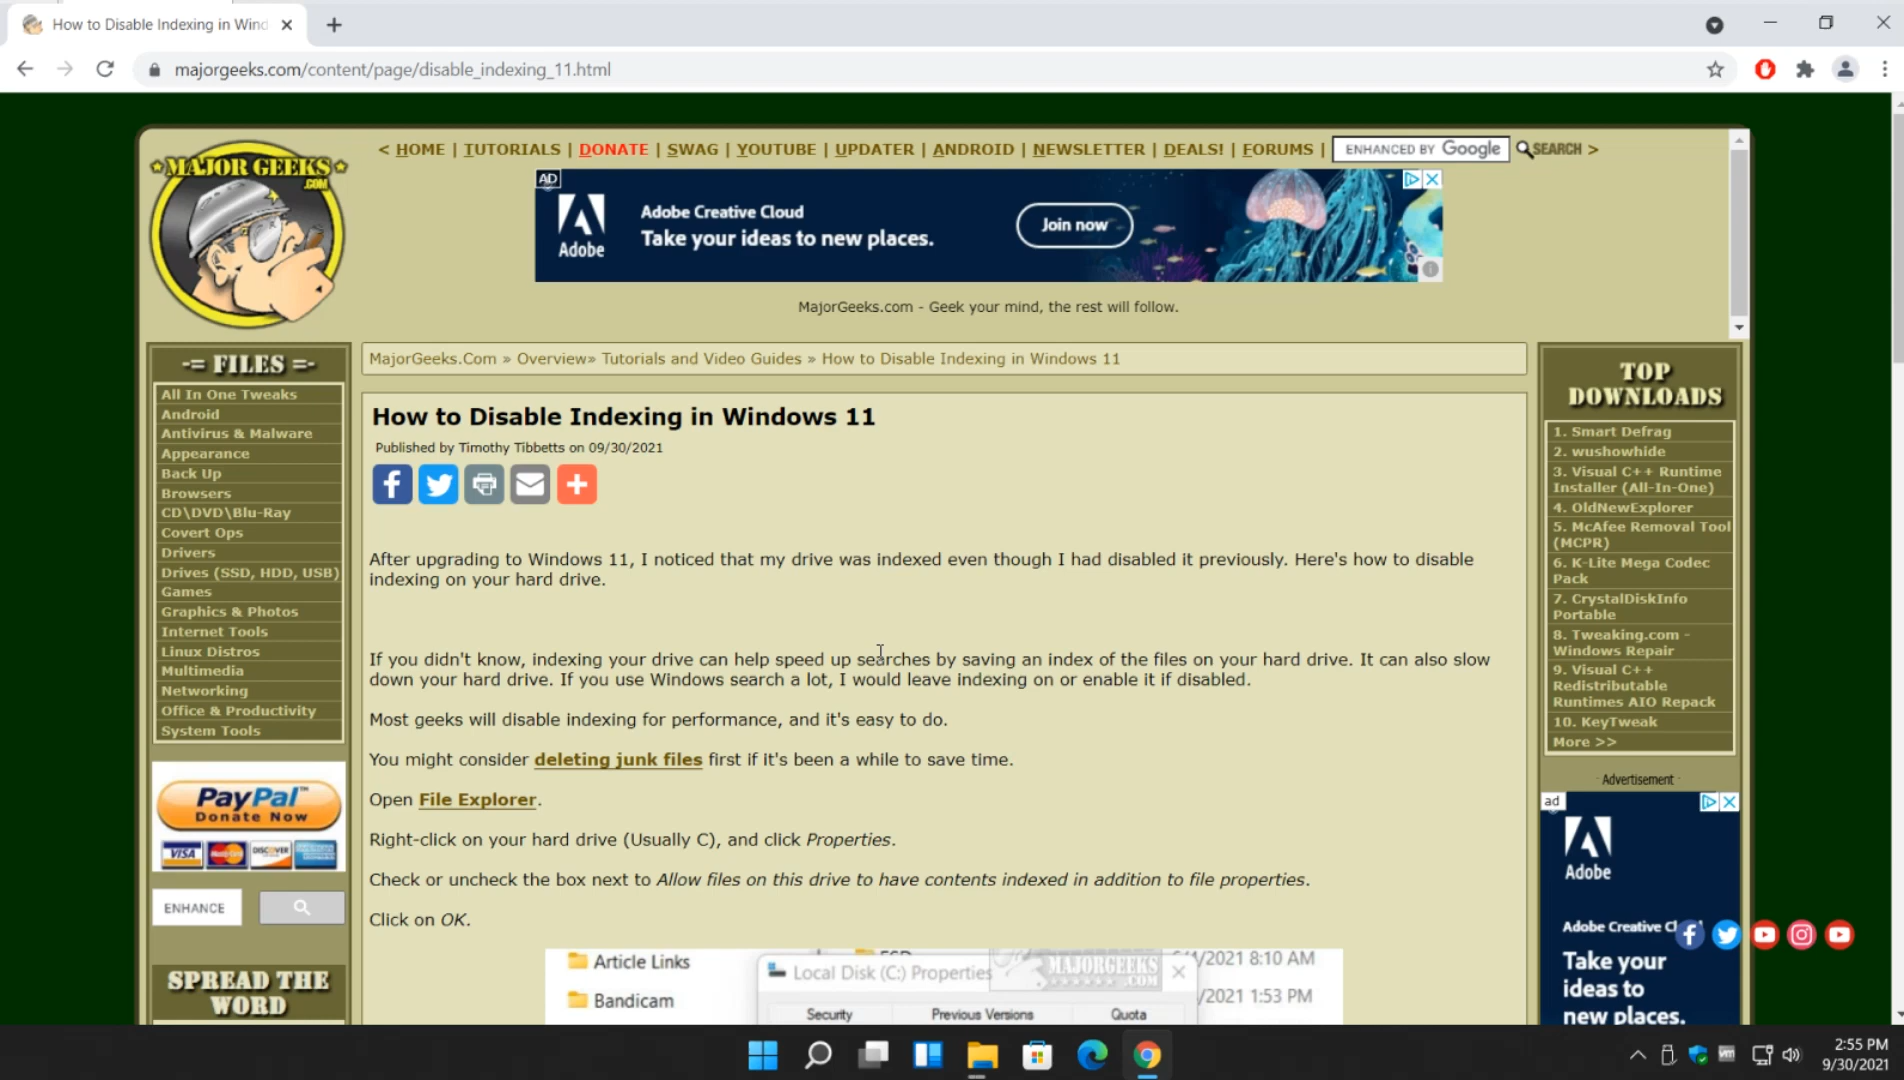 How to Disable Indexing in Wind
majorgeeks.com/content/page/disable_indexing_11.html
MAJOR GEEKS
.COM
< HOME | TUTORIALS | DONATE | SWAG | YOUTUBE | UPDATER | ANDROID | NEWSLETTER | DEALS! | FORUMS | ENHANCED BY Google SEARCH >
AD
Adobe
Adobe Creative Cloud
Take your ideas to new places.
Join now
MajorGeeks.com - Geek your mind, the rest will follow.
-= FILES =-
All In One Tweaks
Android
Antivirus & Malware
Appearance
Back Up
Browsers
CD\DVD\Blu-Ray
Covert Ops
Drivers
Drives (SSD, HDD, USB)
Games
Graphics & Photos
Internet Tools
Linux Distros
Multimedia
Networking
Office & Productivity
System Tools
PayPal™
Donate Now
VISA
DISCOVER
ENHANCE
SPREAD THE
WORD
MajorGeeks.Com » Overview» Tutorials and Video Guides » How to Disable Indexing in Windows 11
How to Disable Indexing in Windows 11
Published by Timothy Tibbetts on 09/30/2021
After upgrading to Windows 11, I noticed that my drive was indexed even though I had disabled it previously. Here's how to disable
indexing on your hard drive.
If you didn't know, indexing your drive can help speed up searches by saving an index of the files on your hard drive. It can also slow
down your hard drive. If you use Windows search a lot, I would leave indexing on or enable it if disabled.
Most geeks will disable indexing for performance, and it's easy to do.
You might consider deleting junk files first if it's been a while to save time.
Open File Explorer.
Right-click on your hard drive (Usually C), and click Properties.
Check or uncheck the box next to Allow files on this drive to have contents indexed in addition to file properties.
Click on OK.
Article Links
Bandicam
Local Disk (C:) Properties
MAJORGEEKS
.COM
/2021 8:10 AM
/2021 1:53 PM
Security Previous Versions Quota
TOP
DOWNLOADS
1. Smart Defrag
2. wushowhide
3. Visual C++ Runtime
Installer (All-In-One)
4. OldNewExplorer
5. McAfee Removal Tool
(MCPR)
6. K-Lite Mega Codec
Pack
7. CrystalDiskInfo
Portable
8. Tweaking.com -
Windows Repair
9. Visual C++
Redistributable
Runtimes AIO Repack
10. KeyTweak
More >>
- Advertisement -
ad
Adobe
Adobe Creative Cl
Take your
ideas to
new places.
2:55 PM
9/30/2021